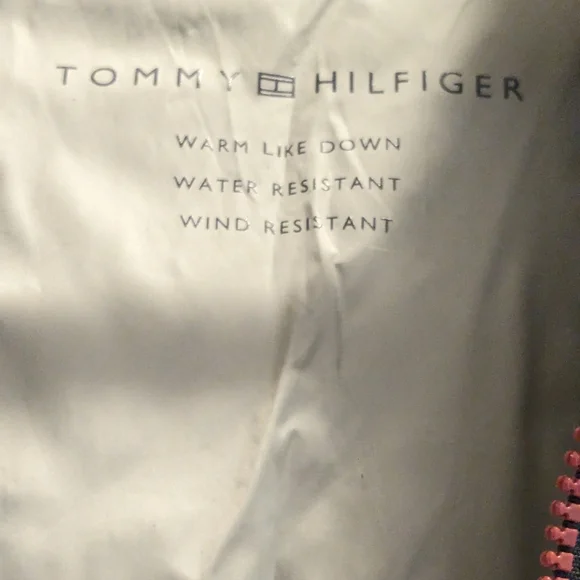 TOMMY HILFIGER
WARM LIKE DOWN
WATER RESISTANT
WIND RESISTANT